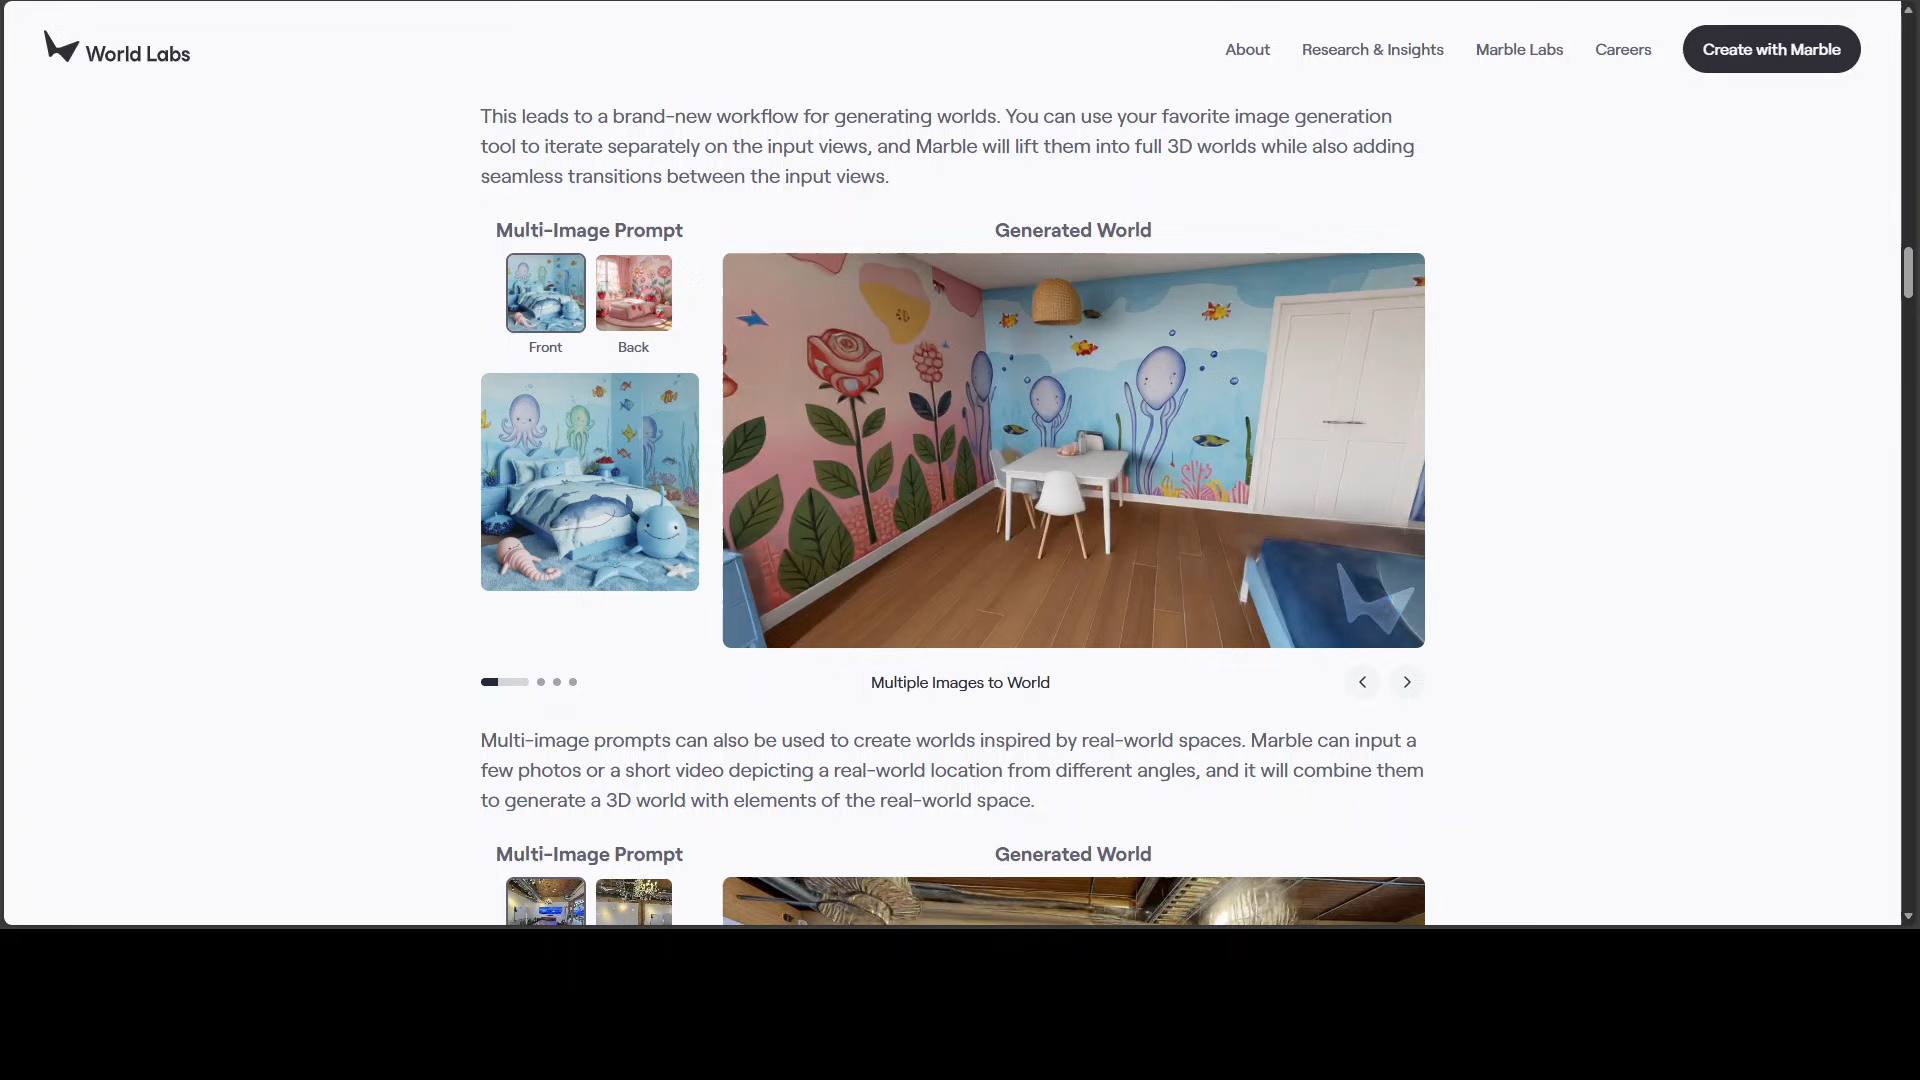 World Labs
About
Research & Insights
Marble Labs
Careers
Create with Marble
This leads to a brand-new workflow for generating worlds. You can use your favorite image generation
tool to iterate separately on the input views, and Marble will lift them into full 3D worlds while also adding
seamless transitions between the input views.
Multi-Image Prompt
Generated World
Front
Back
Multiple Images to World
Multi-image prompts can also be used to create worlds inspired by real-world spaces. Marble can input a
few photos or a short video depicting a real-world location from different angles, and it will combine them
to generate a 3D world with elements of the real-world space.
Multi-Image Prompt
Generated World